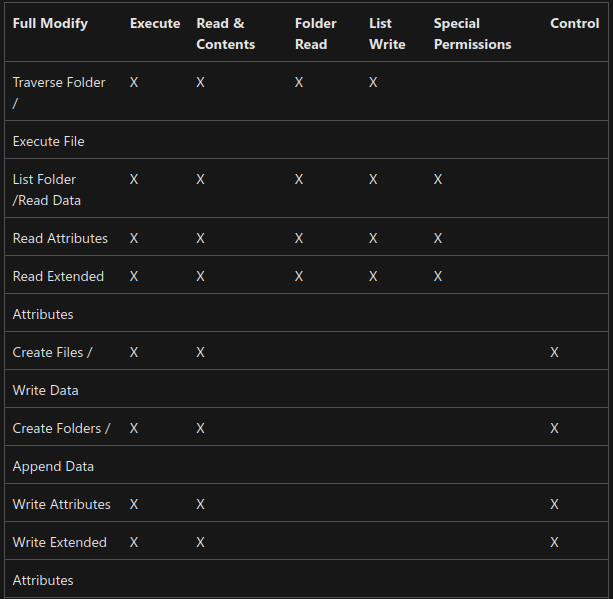 Full Modify Execute Read & Contents Folder Read List Write Special Permissions Control
Traverse Folder / X X X X
Execute File
List Folder /Read Data X X X X X
Read Attributes X X X X X
Read Extended X X X X X
Attributes
Create Files / X X X
Write Data
Create Folders / X X X
Append Data
Write Attributes X X X
Write Extended X X X
Attributes